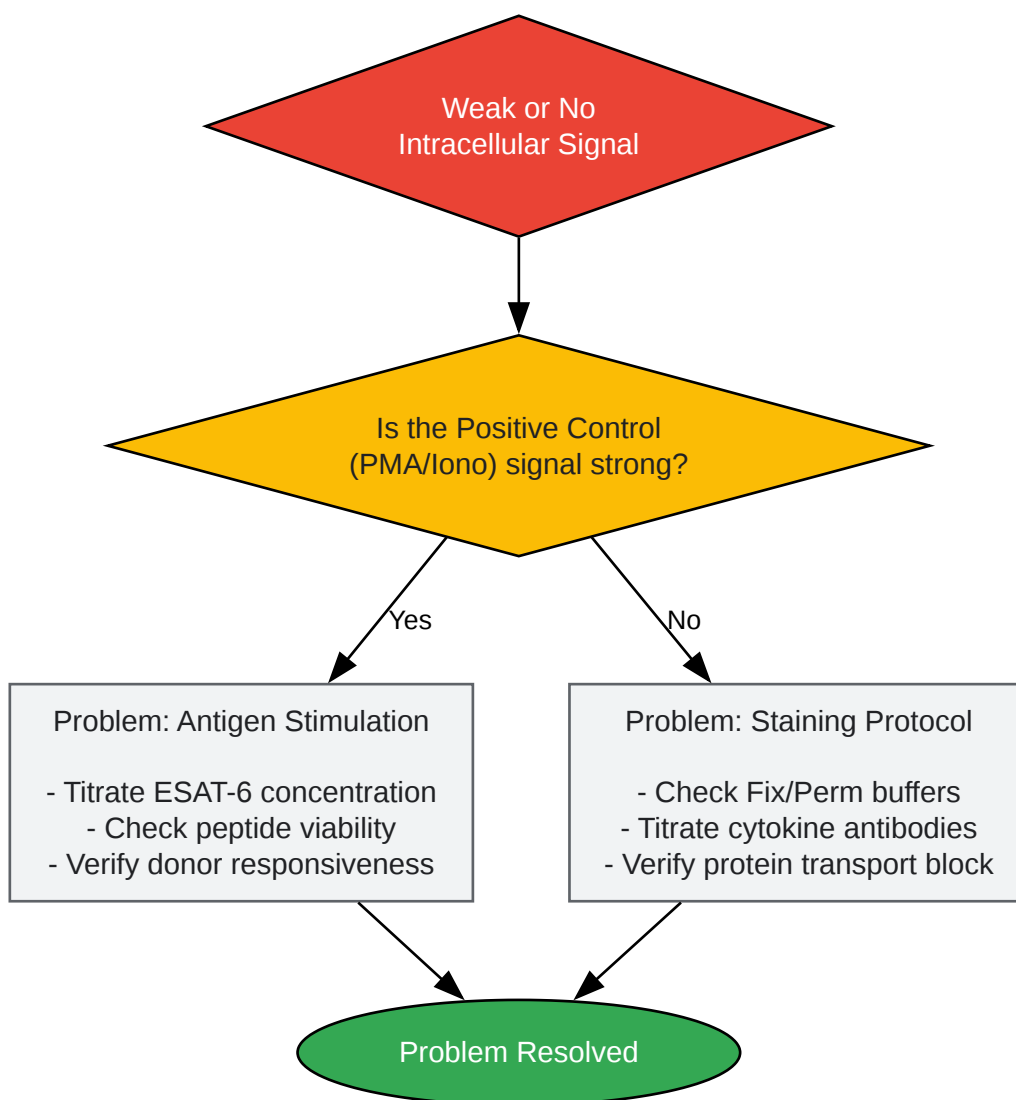 Weak or No
Intracellular Signal
Is the Positive Control
(PMA/Iono) signal strong?
Yes
No
Problem: Antigen Stimulation
- Titrate ESAT-6 concentration
- Check peptide viability
- Verify donor responsiveness
Problem: Staining Protocol
- Check Fix/Perm buffers
- Titrate cytokine antibodies
- Verify protein transport block
Problem Resolved